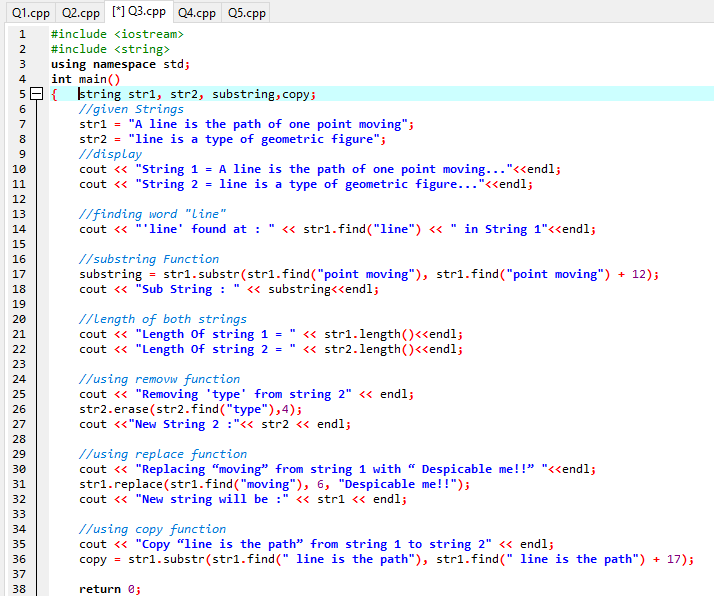 Q1.cpp Q2.cpp [*] Q3.cpp Q4.cpp Q5.cpp
1 #include <iostream>
2 #include <string>
3 using namespace std;
4 int main()
5 { string str1, str2, substring,copy;
6 //given Strings
7 str1 = "A line is the path of one point moving";
8 str2 = "line is a type of geometric figure";
9 //display
10 cout << "String 1 = A line is the path of one point moving..."<<endl;
11 cout << "String 2 = line is a type of geometric figure..."<<endl;
12
13 //finding word "line"
14 cout << "'line' found at : " << str1.find("line") << " in String 1"<<endl;
15
16 //substring Function
17 substring = str1.substr(str1.find("point moving"), str1.find("point moving") + 12);
18 cout << "Sub String : " << substring<<endl;
19
20 //length of both strings
21 cout << "Length Of string 1 = " << str1.length()<<endl;
22 cout << "Length Of string 2 = " << str2.length()<<endl;
23
24 //using removw function
25 cout << "Removing 'type' from string 2" << endl;
26 str2.erase(str2.find("type"),4);
27 cout <<"New String 2 :"<< str2 << endl;
28
29 //using replace function
30 cout << "Replacing “moving” from string 1 with “ Despicable me!!” "<<endl;
31 str1.replace(str1.find("moving"), 6, "Despicable me!!");
32 cout << "New string will be :" << str1 << endl;
33
34 //using copy function
35 cout << "Copy “line is the path” from string 1 to string 2" << endl;
36 copy = str1.substr(str1.find(" line is the path"), str1.find(" line is the path") + 17);
37
38 return 0;